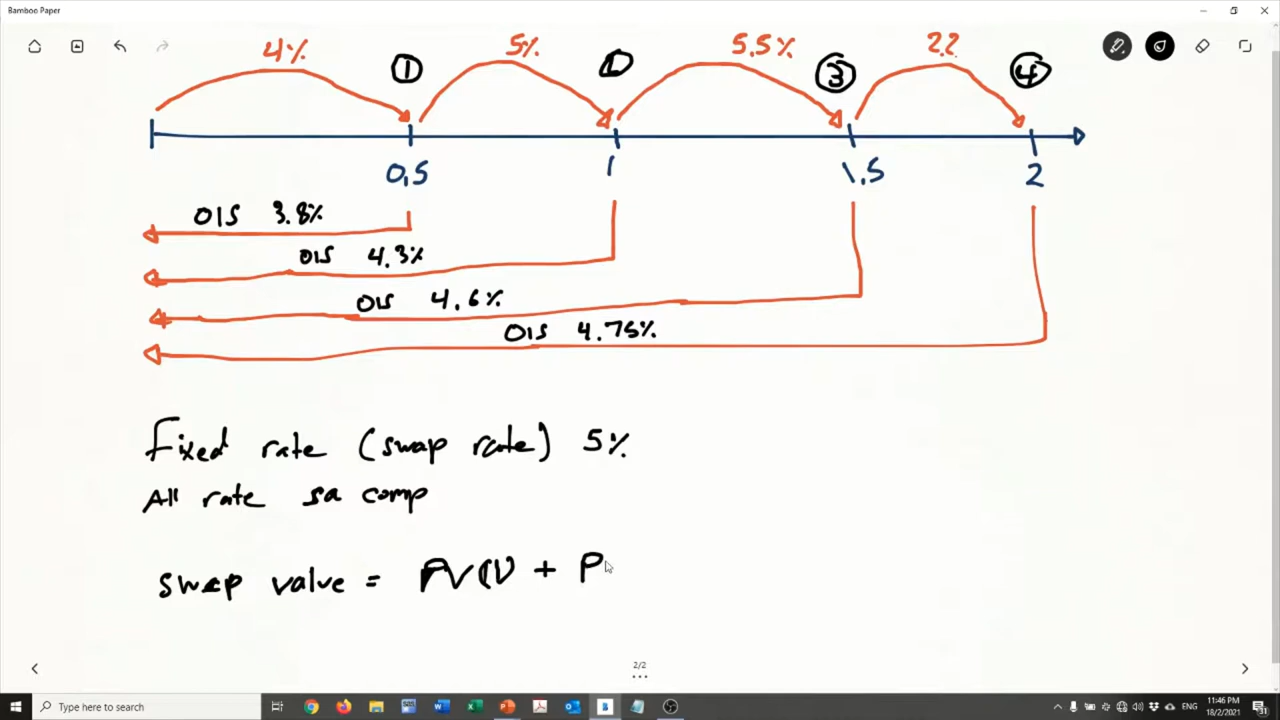 Bamboo Paper
4% ① 5% ② 5.5% ③ 2.2 ④
0,5 1 1.5 2
OIS 3.8%
OIS 4.3%
OIS 4.6%
OIS 4.75%
Fixed rate (swap rate) 5%
All rate sa comp
swap value = PV(1) + P
2/2
Type here to search
ENG
11:46 PM
18/2/2021